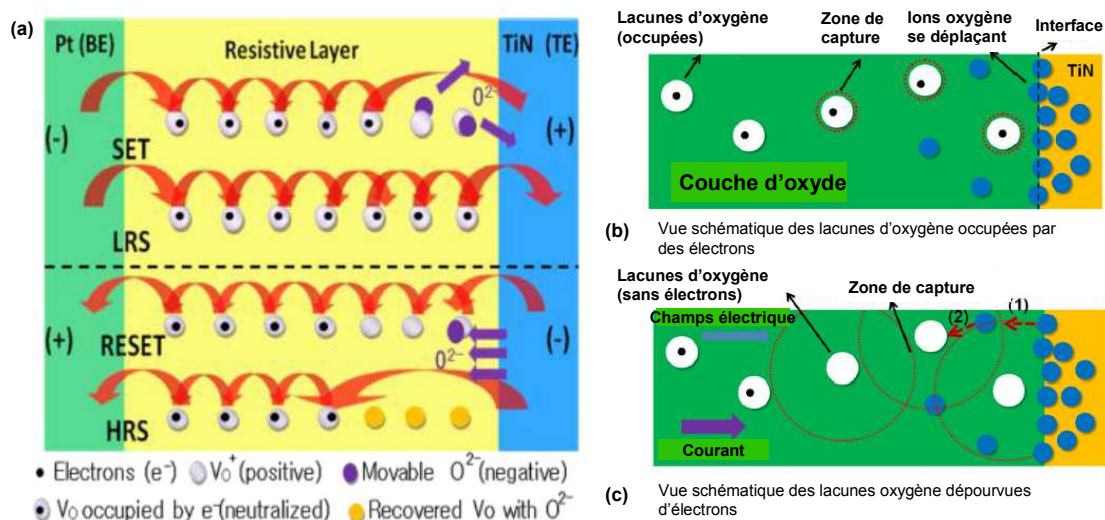 (a)
Pt (BE)
Resistive Layer
TiN (TE)
O²⁻
(-)
(+)
SET
LRS
(+)
(-)
RESET
O²⁻
HRS
• Electrons (e⁻) V₀⁺(positive) Movable O²⁻(negative)
V₀ occupied by e⁻(neutralized) Recovered Vo with O²⁻
Lacunes d'oxygène
(occupées)
Zone de
capture
Ions oxygène
se déplaçant
Interface
TiN
Couche d'oxyde
(b) Vue schématique des lacunes d'oxygène occupées par
des électrons
Lacunes d'oxygène
(sans électrons)
Zone de capture
Champs électrique
(2)
(1)
Courant
(c) Vue schématique des lacunes oxygène dépourvues
d'électrons